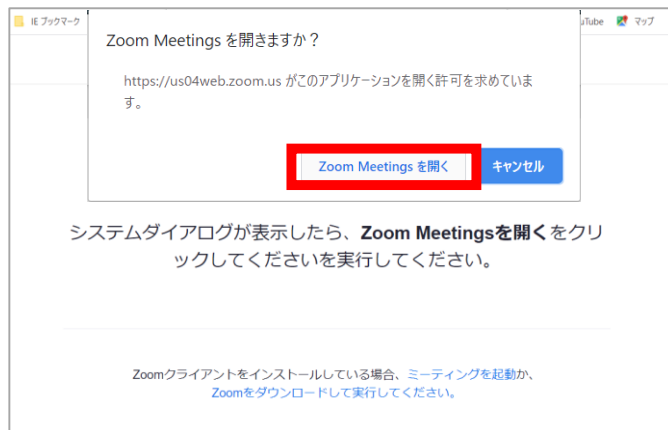 IE ブックマーク
uTube
マップ
Zoom Meetings を開きますか？
https://us04web.zoom.us がこのアプリケーションを開く許可を求めていま
す。
Zoom Meetings を開く
キャンセル
システムダイアログが表示したら、Zoom Meetingsを開くをクリ
ックしてくださいを実行してください。
Zoomクライアントをインストールしている場合、ミーティングを起動か、
Zoomをダウンロードして実行してください。